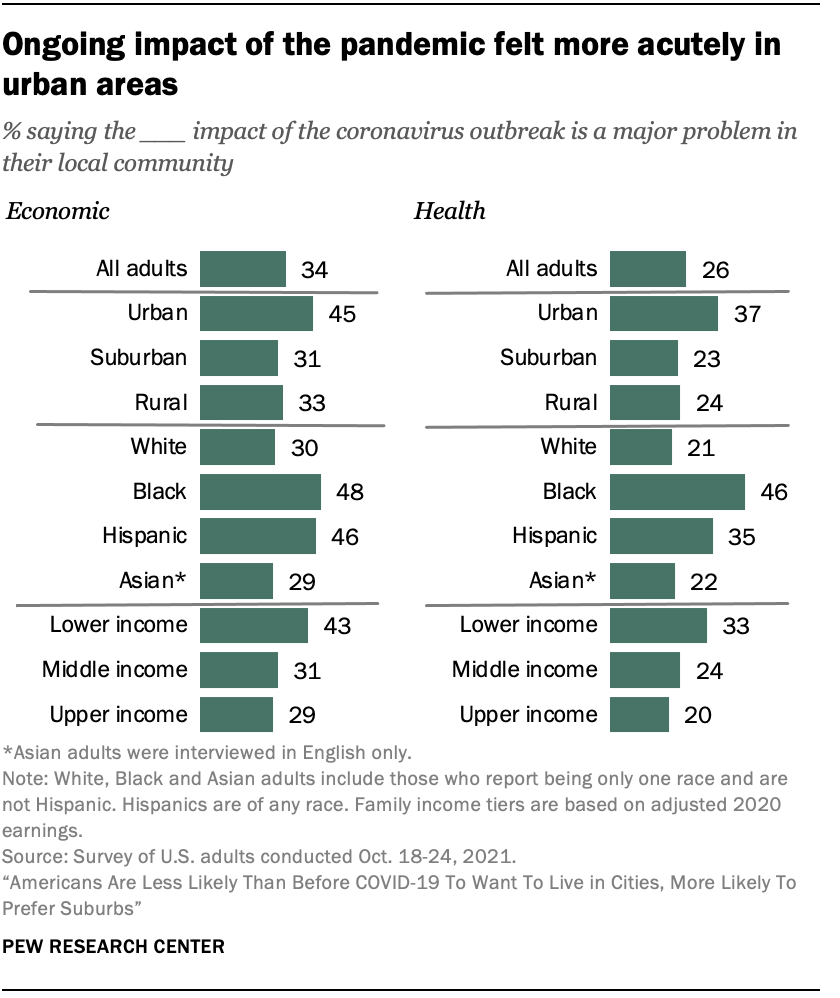 Ongoing impact of the pandemic felt more acutely in
urban areas
% saying the ___ impact of the coronavirus outbreak is a major problem in
their local community
Economic
All adults 34
Urban 45
Suburban 31
Rural 33
White 30
Black 48
Hispanic 46
Asian* 29
Lower income 43
Middle income 31
Upper income 29
Health
All adults 26
Urban 37
Suburban 23
Rural 24
White 21
Black 46
Hispanic 35
Asian* 22
Lower income 33
Middle income 24
Upper income 20
*Asian adults were interviewed in English only.
Note: White, Black and Asian adults include those who report being only one race and are
not Hispanic. Hispanics are of any race. Family income tiers are based on adjusted 2020
earnings.
Source: Survey of U.S. adults conducted Oct. 18-24, 2021.
“Americans Are Less Likely Than Before COVID-19 To Want To Live in Cities, More Likely To
Prefer Suburbs”
PEW RESEARCH CENTER